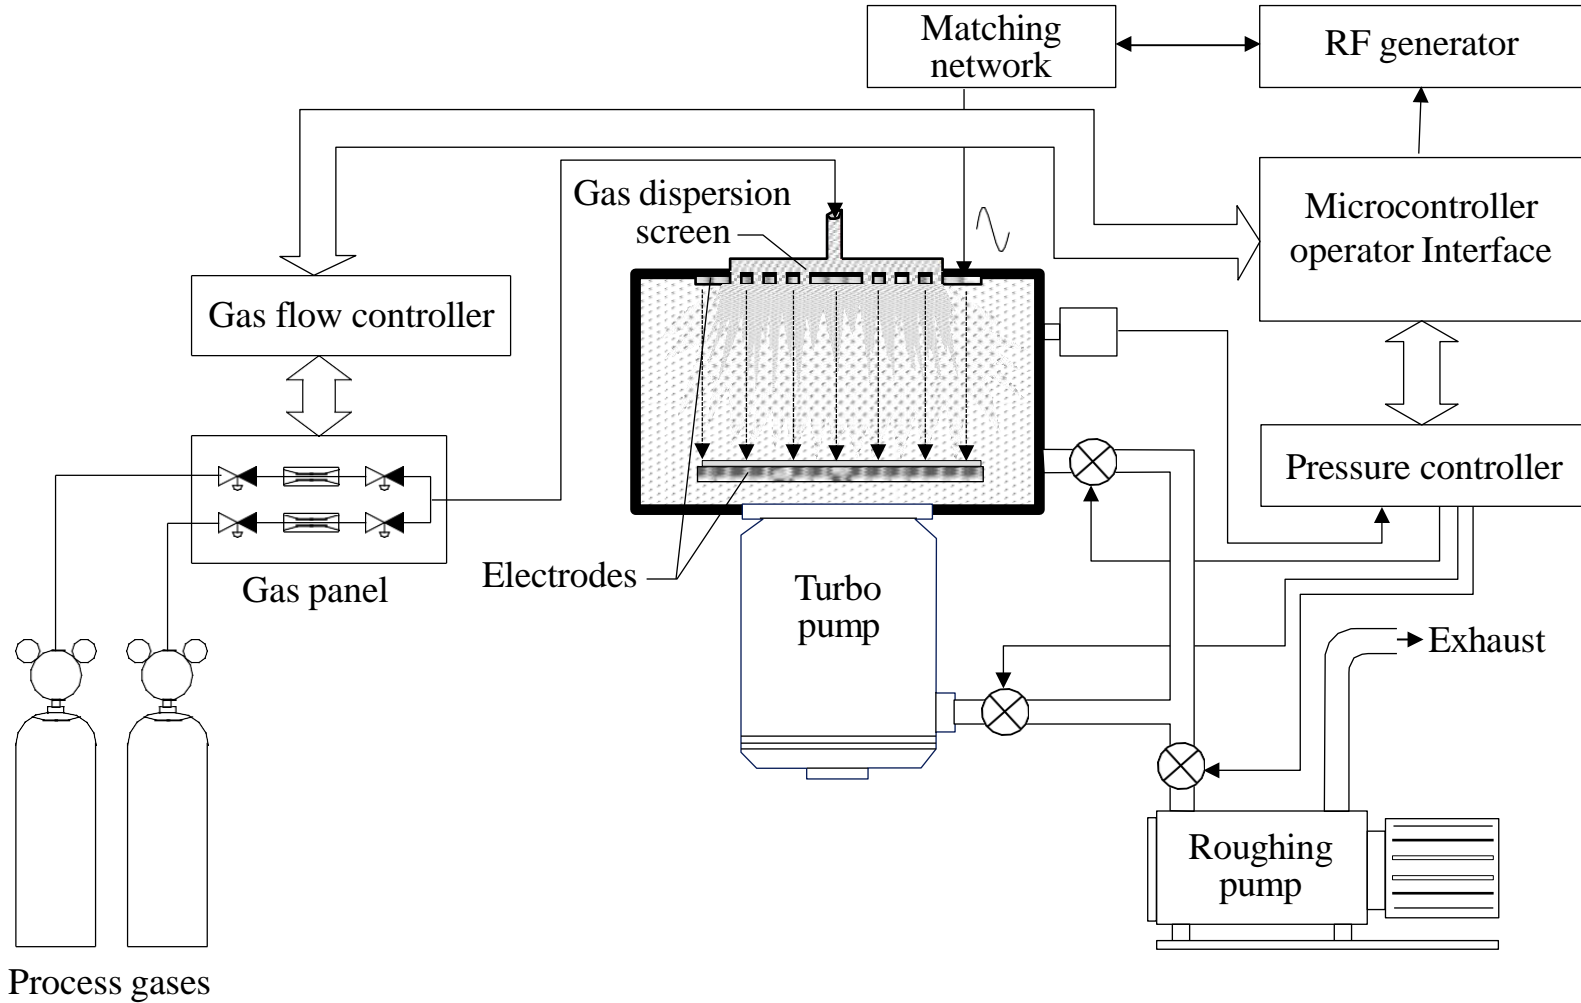 Matching
network
RF generator
Gas dispersion
screen
Microcontroller
operator Interface
Gas flow controller
Pressure controller
Electrodes
Gas panel
Turbo
pump
Exhaust
Roughing
pump
Process gases